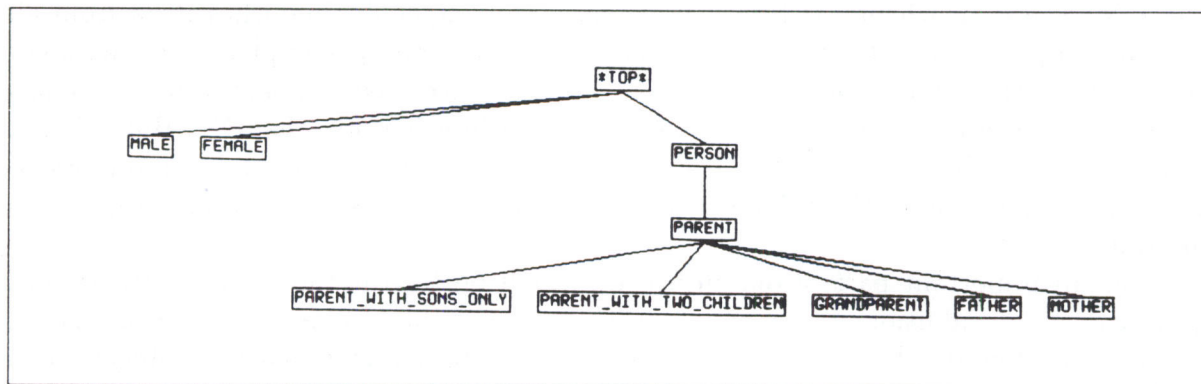 *TOP*
MALE FEMALE
PERSON
PARENT
PARENT_WITH_SONS_ONLY PARENT_WITH_TWO_CHILDREN GRANDPARENT FATHER MOTHER